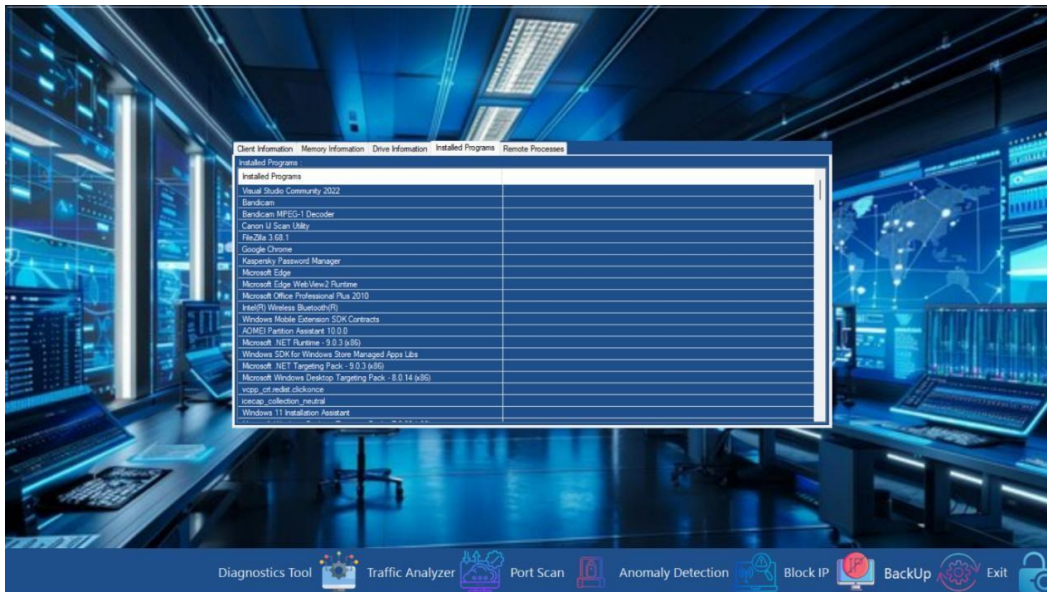 Client Information Memory Information Drive Information Installed Programs Remote Processes
Installed Programs :
Installed Programs
Visual Studio Community 2022
Bandicam
Bandicam MPEG-1 Decoder
Canon IJ Scan Utility
FileZilla 3.68.1
Google Chrome
Kaspersky Password Manager
Microsoft Edge
Microsoft Edge WebView2 Runtime
Microsoft Office Professional Plus 2010
Intel(R) Wireless Bluetooth(R)
Windows Mobile Extension SDK Contracts
AOMEI Partition Assistant 10.0.0
Microsoft .NET Runtime - 9.0.3 (x86)
Windows SDK for Windows Store Managed Apps Libs
Microsoft .NET Targeting Pack - 9.0.3 (x86)
Microsoft Windows Desktop Targeting Pack - 8.0.14 (x86)
vcpp_crt.redist.clickonce
icecap_collection_neutral
Windows 11 Installation Assistant
Diagnostics Tool Traffic Analyzer Port Scan Anomaly Detection Block IP IP BackUp Exit